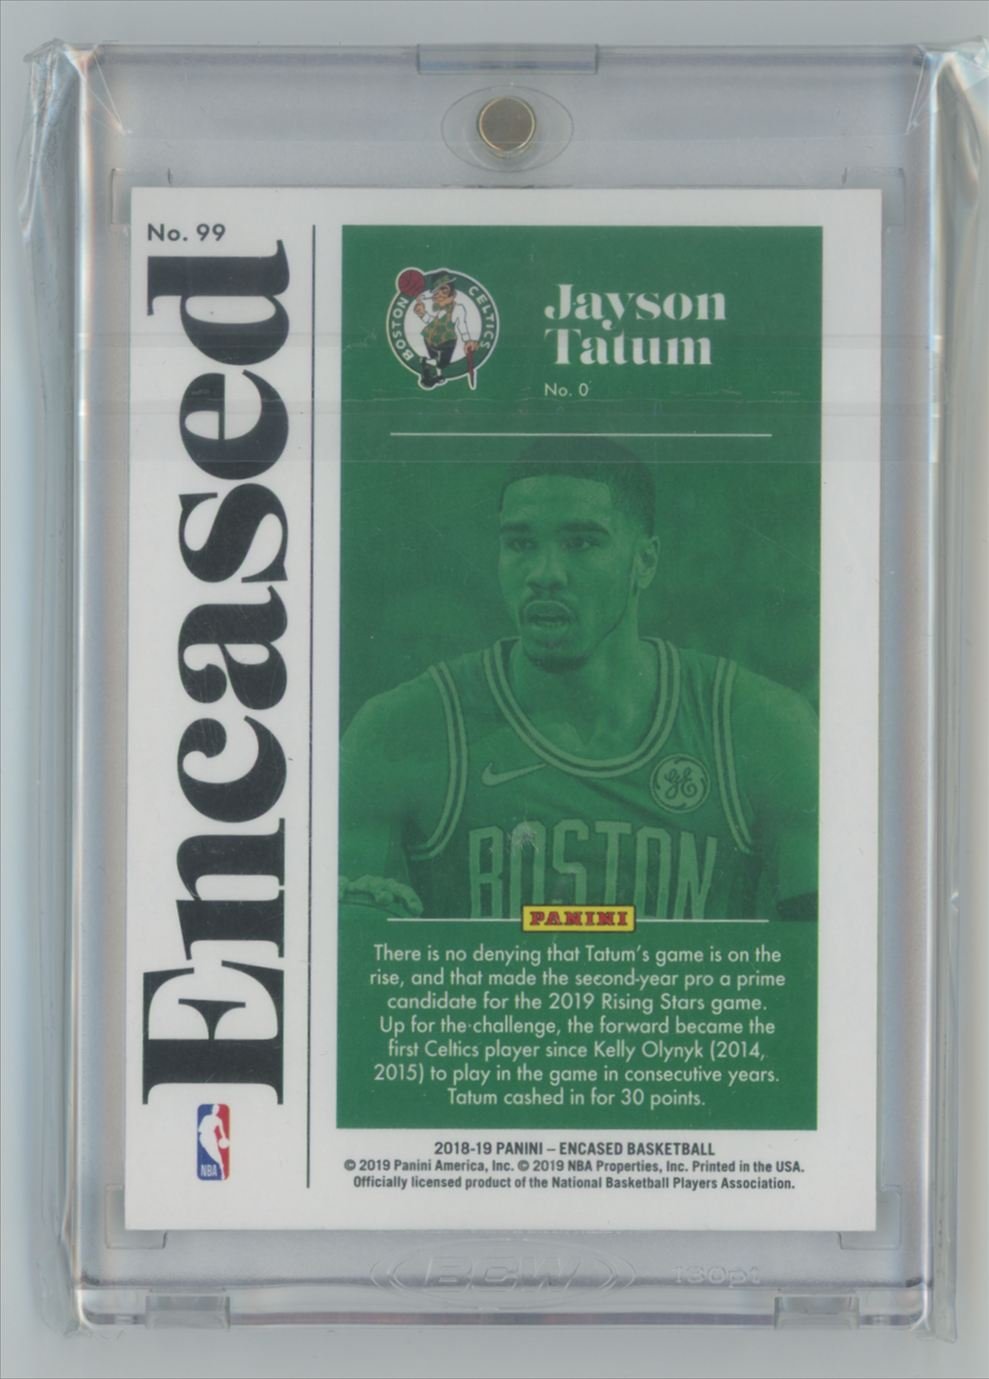 No. 99
Encased
BOSTON CELTICS
Jayson
Tatum
No. 0
GE
BOSTON
PANINI
There is no denying that Tatum's game is on the
rise, and that made the second-year pro a prime
candidate for the 2019 Rising Stars game.
Up for the challenge, the forward became the
first Celtics player since Kelly Olynyk (2014,
2015) to play in the game in consecutive years.
Tatum cashed in for 30 points.
NBA
2018-19 PANINI – ENCASED BASKETBALL
© 2019 Panini America, Inc. © 2019 NBA Properties, Inc. Printed in the USA.
Officially licensed product of the National Basketball Players Association.
BCW 130pt